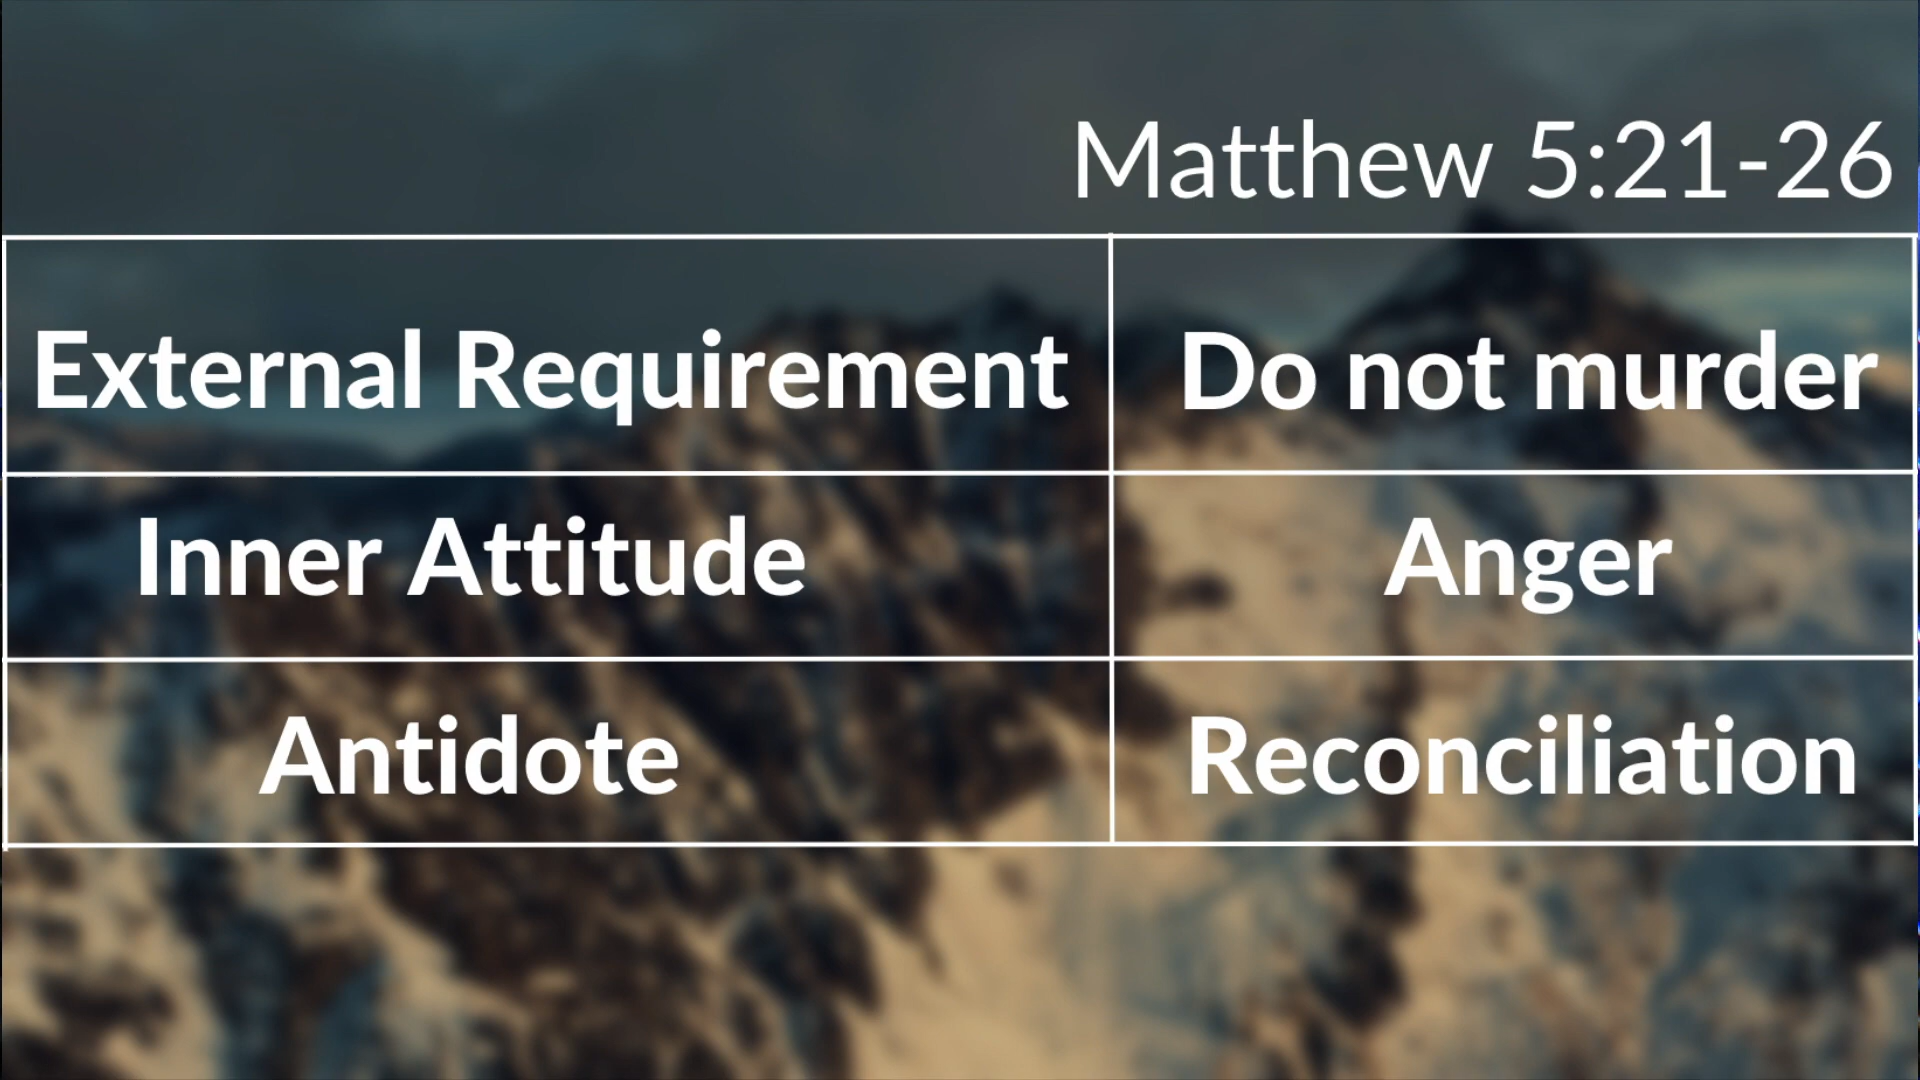 Matthew 5:21-26
External Requirement Do not murder
Inner Attitude Anger
Antidote Reconciliation